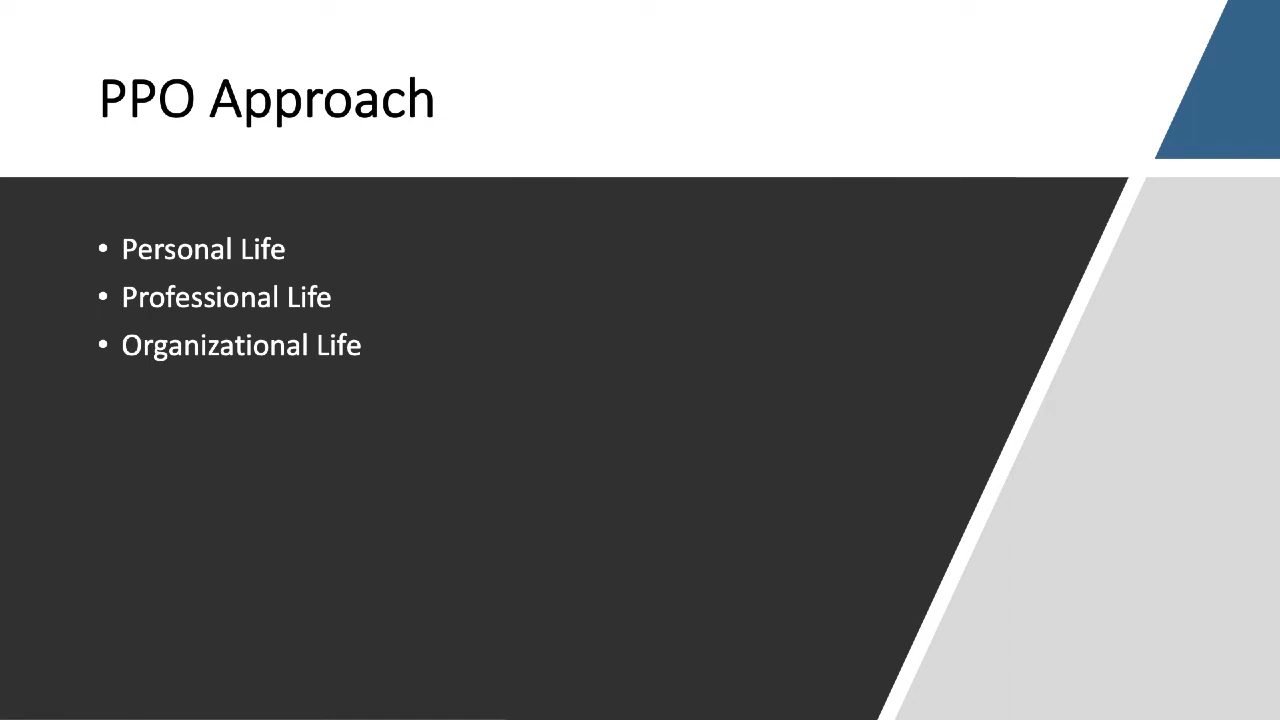 PPO Approach
• Personal Life
• Professional Life
• Organizational Life